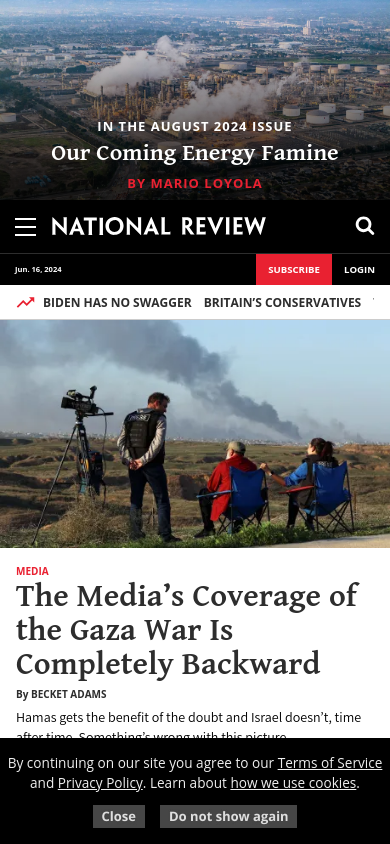 IN THE AUGUST 2024 ISSUE
Our Coming Energy Famine
BY MARIO LOYOLA
NATIONAL REVIEW
Jun. 16, 2024
SUBSCRIBE
LOGIN
BIDEN HAS NO SWAGGER BRITAIN’S CONSERVATIVES
MEDIA
The Media’s Coverage of
the Gaza War Is
Completely Backward
By BECKET ADAMS
Hamas gets the benefit of the doubt and Israel doesn’t, time
after time. Something’s wrong with this picture.
By continuing on our site you agree to our Terms of Service
and Privacy Policy. Learn about how we use cookies.
Close
Do not show again